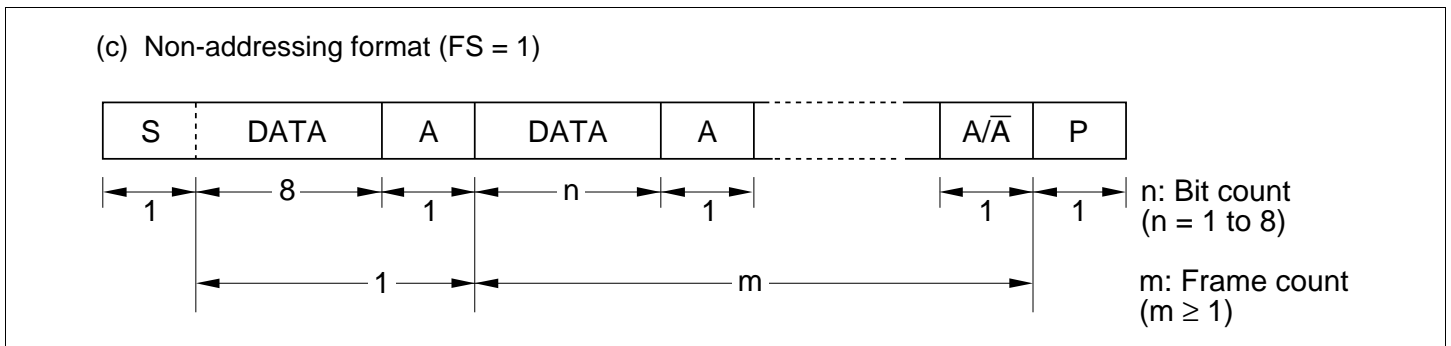 (c) Non-addressing format (FS = 1)
S DATA A DATA A A/A̅ P
1 8 1 n 1 1 1
n: Bit count
(n = 1 to 8)
1 m
m: Frame count
(m ≥ 1)